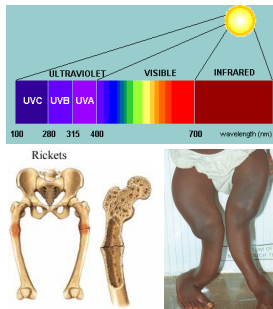 ULTRAVIOLET VISIBLE INFRARED
UVC UVB UVA
100 280 315 400 700 wavelength (nm)
Rickets